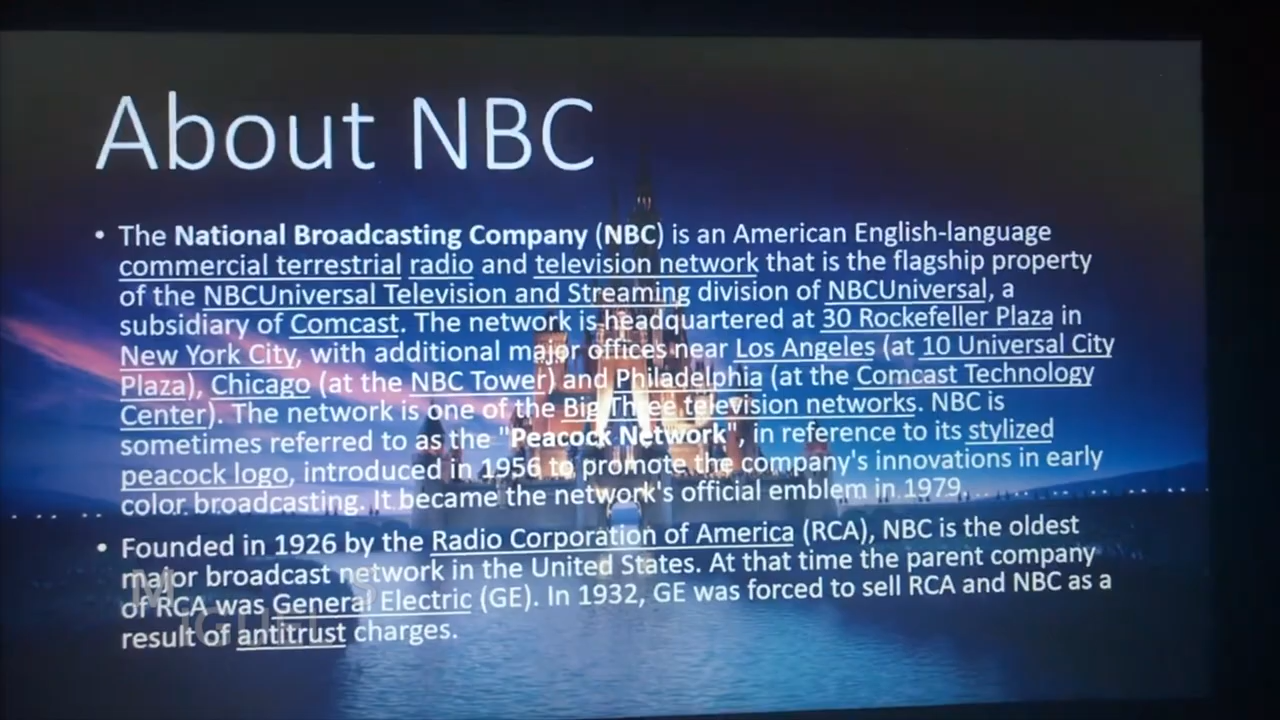 About NBC
• The National Broadcasting Company (NBC) is an American English-language
commercial terrestrial radio and television network that is the flagship property
of the NBCUniversal Television and Streaming division of NBCUniversal, a
subsidiary of Comcast. The network is headquartered at 30 Rockefeller Plaza in
New York City, with additional major offices near Los Angeles (at 10 Universal City
Plaza), Chicago (at the NBC Tower) and Philadelphia (at the Comcast Technology
Center). The network is one of the Big Three television networks. NBC is
sometimes referred to as the "Peacock Network", in reference to its stylized
peacock logo, introduced in 1956 to promote the company's innovations in early
color broadcasting. It became the network's official emblem in 1979.
• Founded in 1926 by the Radio Corporation of America (RCA), NBC is the oldest
major broadcast network in the United States. At that time the parent company
of RCA was General Electric (GE). In 1932, GE was forced to sell RCA and NBC as a
result of antitrust charges.